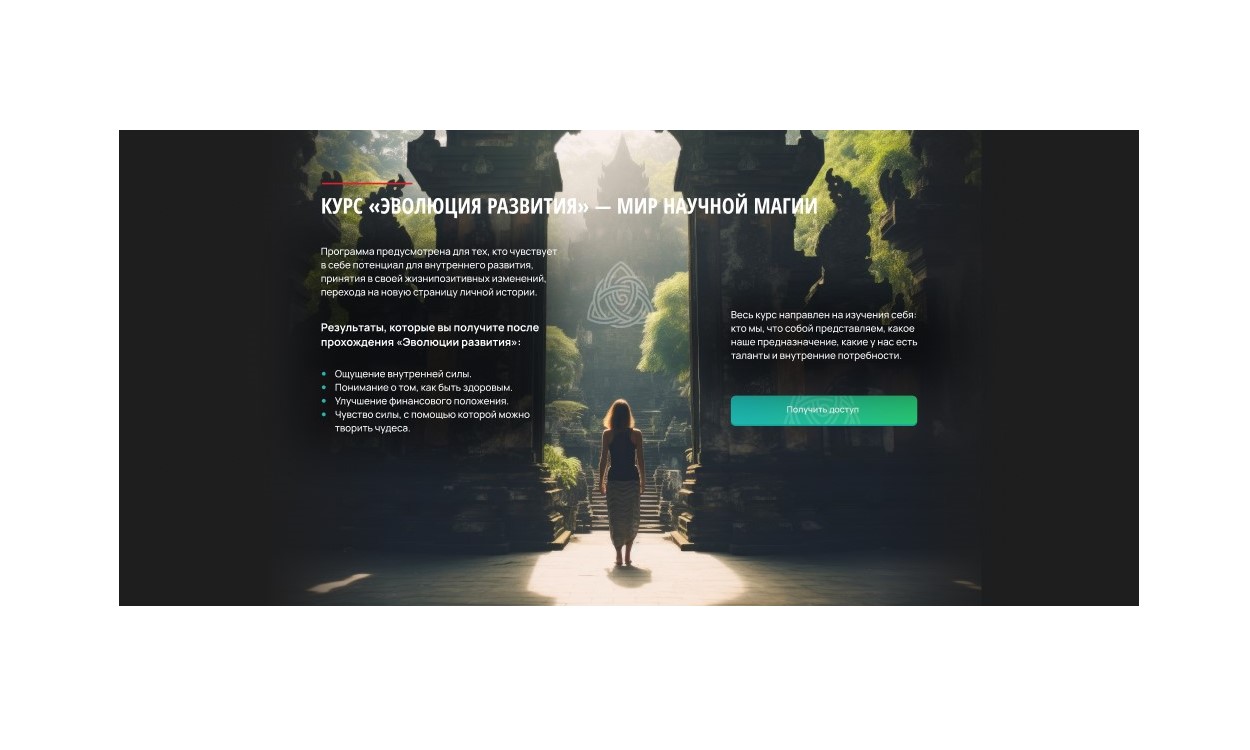 КУРС «ЭВОЛЮЦИЯ РАЗВИТИЯ» — МИР НАУЧНОЙ МАГИИ
Программа предусмотрена для тех, кто чувствует
в себе потенциал для внутреннего развития,
принятия в своей жизнипозитивных изменений,
перехода на новую страницу личной истории.
Результаты, которые вы получите после
прохождения «Эволюции развития»:
Ощущение внутренней силы.
Понимание о том, как быть здоровым.
Улучшение финансового положения.
Чувство силы, с помощью которой можно
творить чудеса.
Весь курс направлен на изучения себя:
кто мы, что собой представляем, какое
наше предназначение, какие у нас есть
таланты и внутренние потребности.
Получить доступ